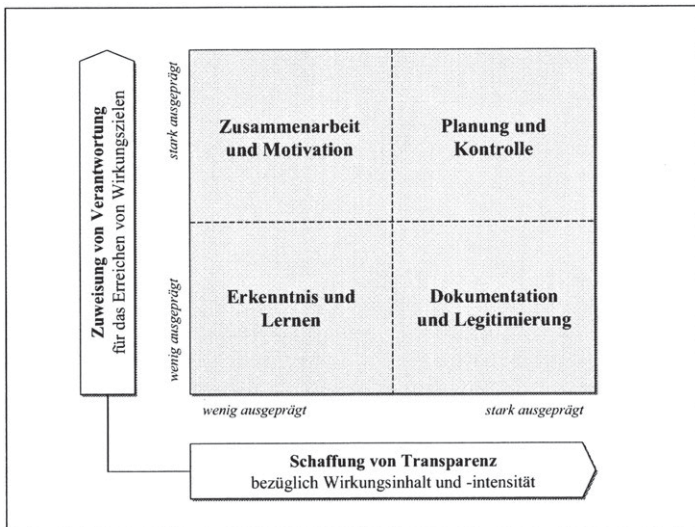 Zuweisung von Verantwortung
für das Erreichen von Wirkungszielen
stark ausgeprägt
wenig ausgeprägt
Zusammenarbeit
und Motivation
Planung und
Kontrolle
Erkenntnis und
Lernen
Dokumentation
und Legitimierung
wenig ausgeprägt
stark ausgeprägt
Schaffung von Transparenz
bezüglich Wirkungsinhalt und -intensität